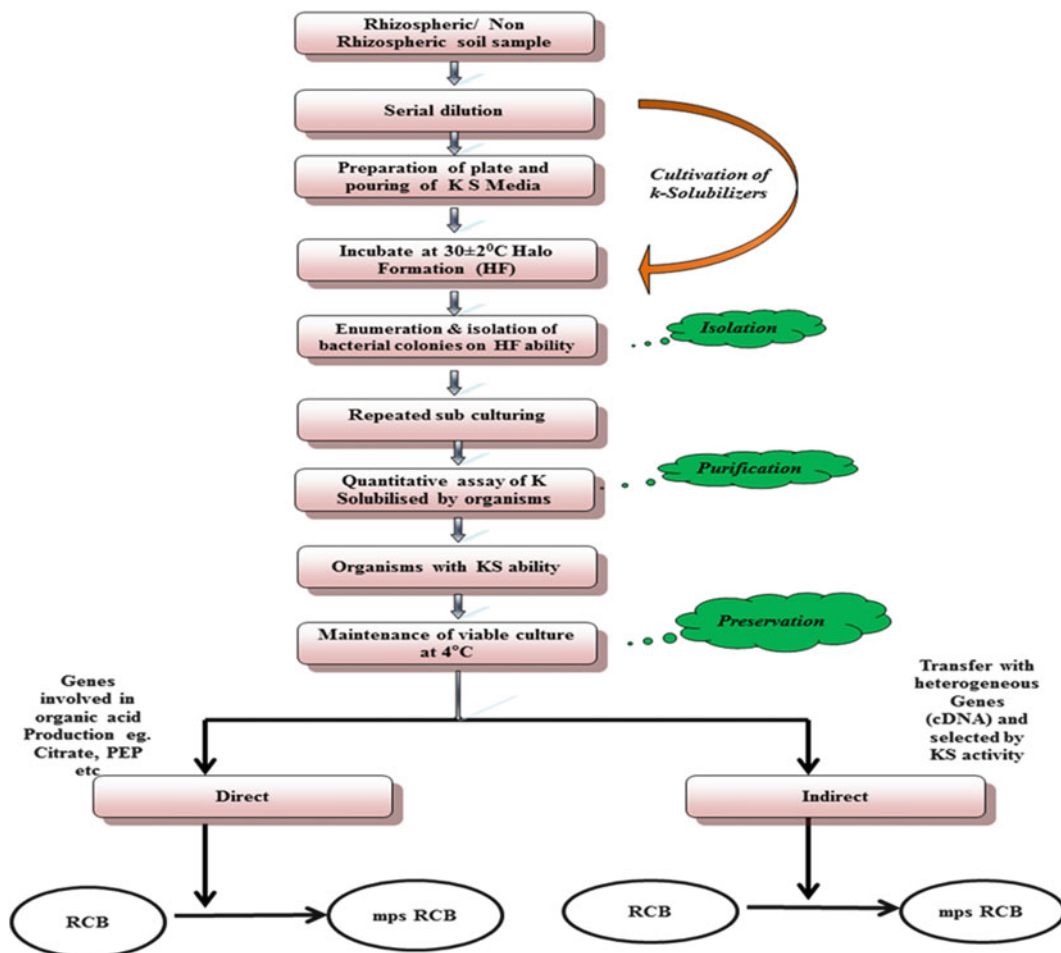 Rhizospheric/ Non
Rhizospheric soil sample
Serial dilution
Preparation of plate and
pouring of K S Media
Cultivation of
k-Solubilizers
Incubate at 30±2⁰C Halo
Formation (HF)
Enumeration & isolation of
bacterial colonies on HF ability
Isolation
Repeated sub culturing
Quantitative assay of K
Solubilised by organisms
Purification
Organisms with KS ability
Maintenance of viable culture
at 4°C
Preservation
Genes
involved in
organic acid
Production eg.
Citrate, PEP
etc
Transfer with
heterogeneous
Genes
(cDNA) and
selected by
KS activity
Direct
Indirect
RCB
mps RCB
RCB
mps RCB